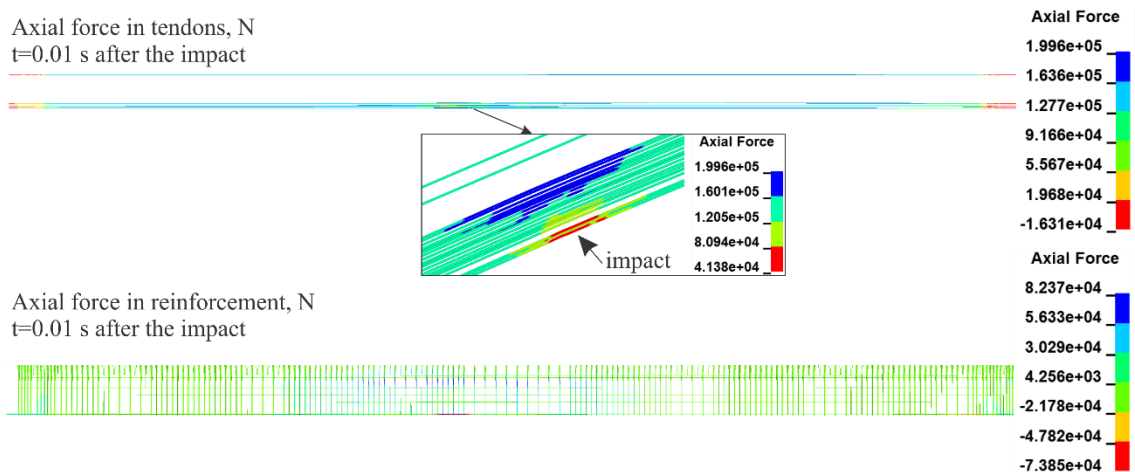 Axial force in tendons, N
t=0.01 s after the impact
Axial Force
1.996e+05
1.636e+05
1.277e+05
9.166e+04
5.567e+04
1.968e+04
-1.631e+04
Axial Force
1.996e+05
1.601e+05
1.205e+05
8.094e+04
4.138e+04
impact
Axial force in reinforcement, N
t=0.01 s after the impact
Axial Force
8.237e+04
5.633e+04
3.029e+04
4.256e+03
-2.178e+04
-4.782e+04
-7.385e+04